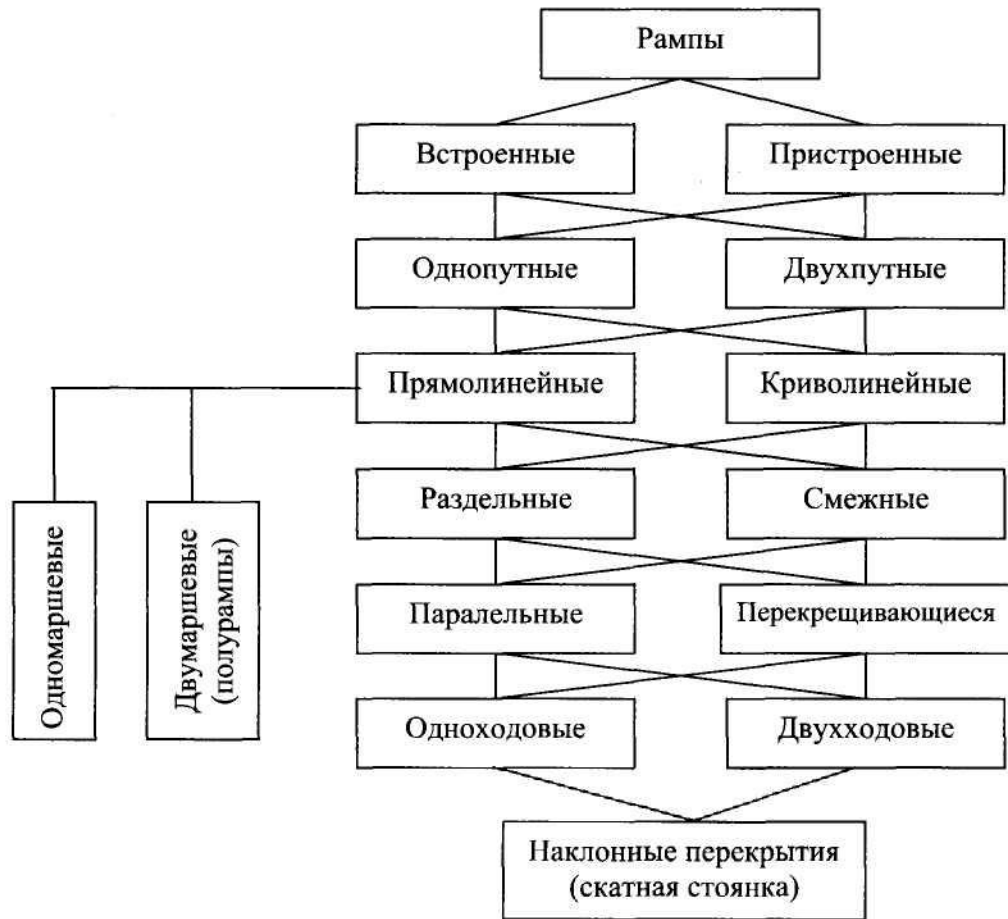 Рампы
Встроенные
Пристроенные
Однопутные
Двухпутные
Прямолинейные
Криволинейные
Раздельные
Смежные
Одномаршевые
Двумаршевые
(полурампы)
Паралельные
Перекрещивающиеся
Одноходовые
Двухходовые
Наклонные перекрытия
(скатная стоянка)